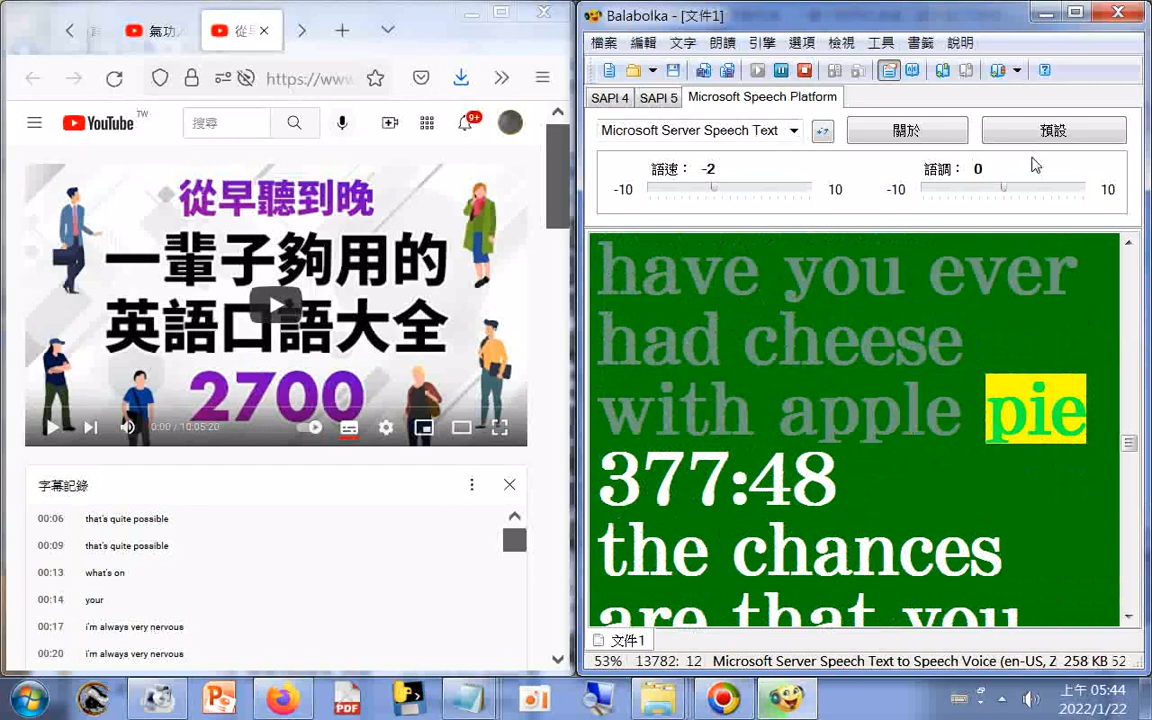 氣功
從
https://www
YouTube TW
搜尋
9+
從早聽到晚
一輩子夠用的
英語口語大全
2700
0:00 / 10:05:20
字幕記錄
00:06 that's quite possible
00:09 that's quite possible
00:13 what's on
00:14 your
00:17 i'm always very nervous
00:20 i'm always very nervous
Balabolka - [文件1]
檔案 編輯 文字 朗讀 引擎 選項 檢視 工具 書籤 說明
SAPI 4 SAPI 5 Microsoft Speech Platform
Microsoft Server Speech Text 關於 預設
語速： -2 語調： 0
-10 10 -10 10
have you ever
had cheese
with apple pie
377:48
the chances
are that you
文件1
53% 13782: 12 Microsoft Server Speech Text to Speech Voice (en-US, Z 258 KB 52
PDF
上午 05:44
2022/1/22